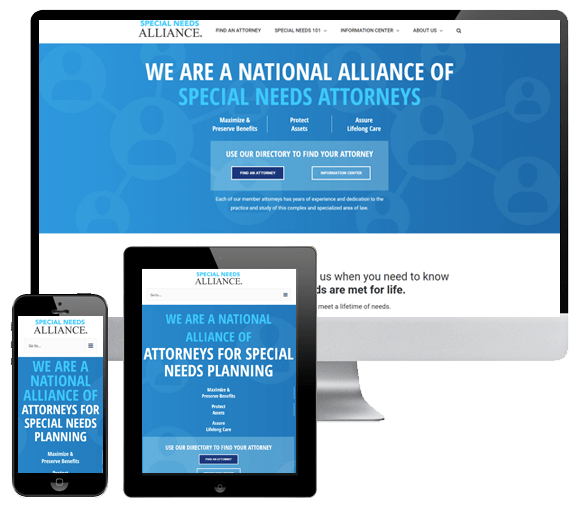 SPECIAL NEEDS
ALLIANCE.
FIND AN ATTORNEY
SPECIAL NEEDS 101
INFORMATION CENTER
ABOUT US
WE ARE A NATIONAL ALLIANCE OF
SPECIAL NEEDS ATTORNEYS
Maximize &
Preserve Benefits
Protect
Assets
Assure
Lifelong Care
USE OUR DIRECTORY TO FIND YOUR ATTORNEY
FIND AN ATTORNEY
INFORMATION CENTER
Each of our member attorneys has years of experience and dedication to the
practice and study of this complex and specialized area of law.
us when you need to know
ds are met for life.
meet a lifetime of needs.
SPECIAL NEEDS
ALLIANCE.
Go to...
WE ARE A NATIONAL
ALLIANCE OF
ATTORNEYS FOR SPECIAL
NEEDS PLANNING
Maximize &
Preserve Benefits
Protect
Assets
Assure
Lifelong Care
USE OUR DIRECTORY TO FIND YOUR ATTORNEY
FIND AN ATTORNEY
SPECIAL NEEDS
ALLIANCE.
Go to...
WE ARE A
NATIONAL
ALLIANCE OF
ATTORNEYS FOR
SPECIAL NEEDS
PLANNING
Maximize &
Preserve Benefits